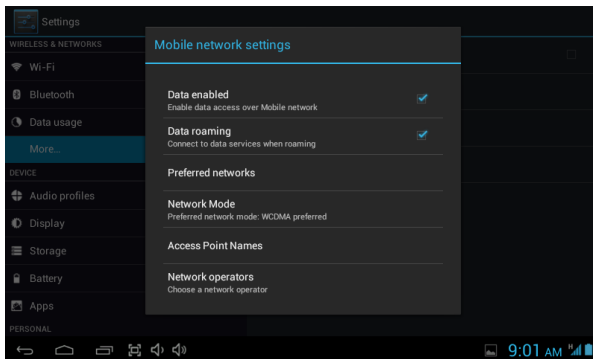 Settings
WIRELESS & NETWORKS
Wi-Fi
Bluetooth
Data usage
More...
DEVICE
Audio profiles
Display
Storage
Battery
Apps
PERSONAL
Mobile network settings
Data enabled
Enable data access over Mobile network
Data roaming
Connect to data services when roaming
Preferred networks
Network Mode
Preferred network mode: WCDMA preferred
Access Point Names
Network operators
Choose a network operator
9:01 AM H